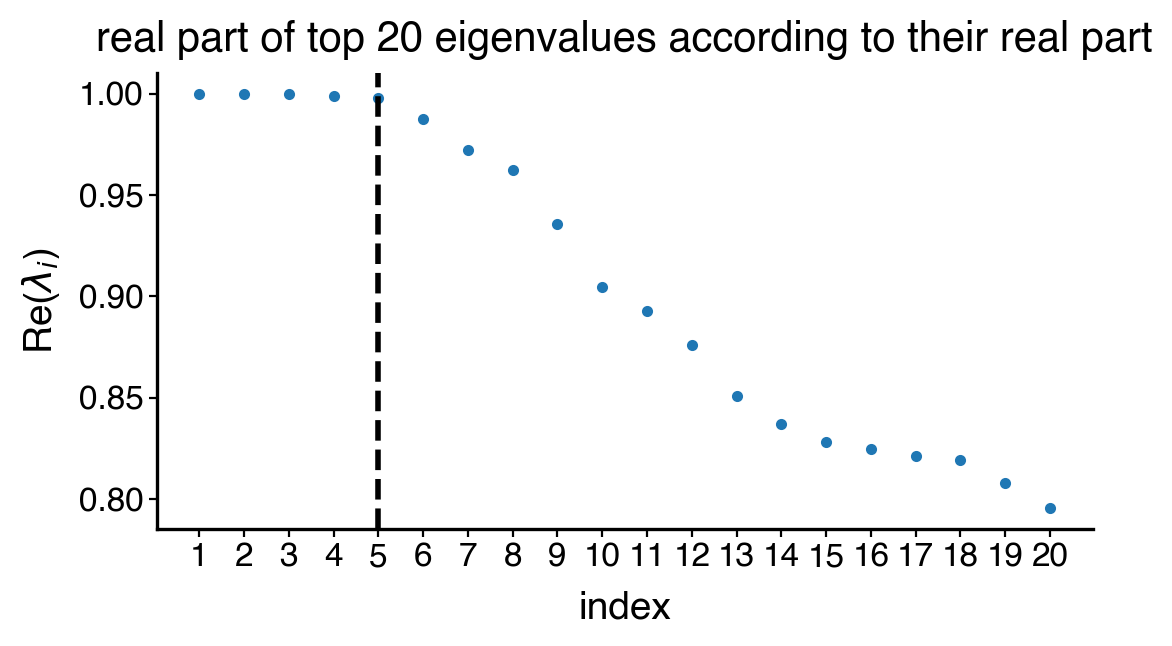 real part of top 20 eigenvalues according to their real part
1.00
0.95
0.90
0.85
0.80
Re(λi)
1 2 3 4 5 6 7 8 9 10 11 12 13 14 15 16 17 18 19 20
index